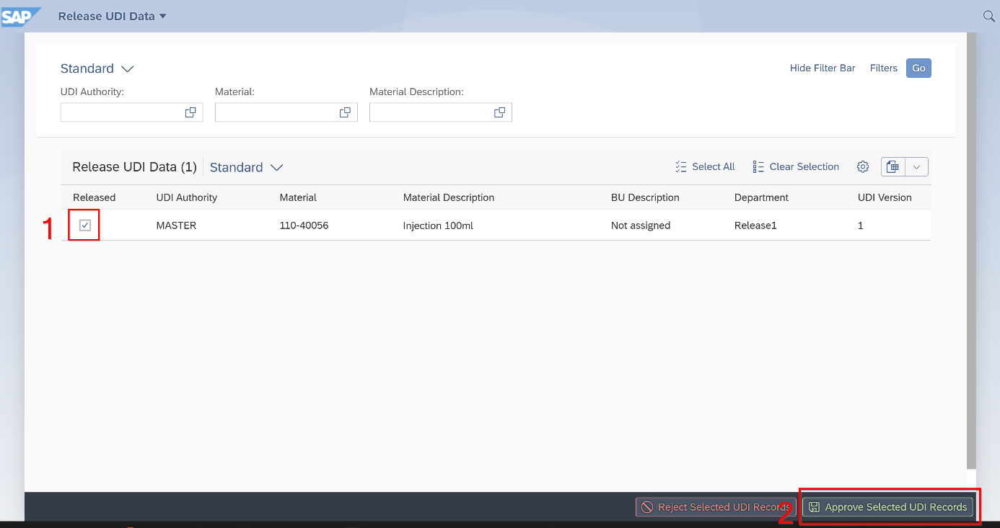 SAP Release UDI Data
Standard
Hide Filter Bar Filters Go
UDI Authority: Material: Material Description:
Release UDI Data (1) Standard Select All Clear Selection
Released UDI Authority Material Material Description BU Description Department UDI Version
1 MASTER 110-40056 Injection 100ml Not assigned Release1 1
Reject Selected UDI Records 2 Approve Selected UDI Records